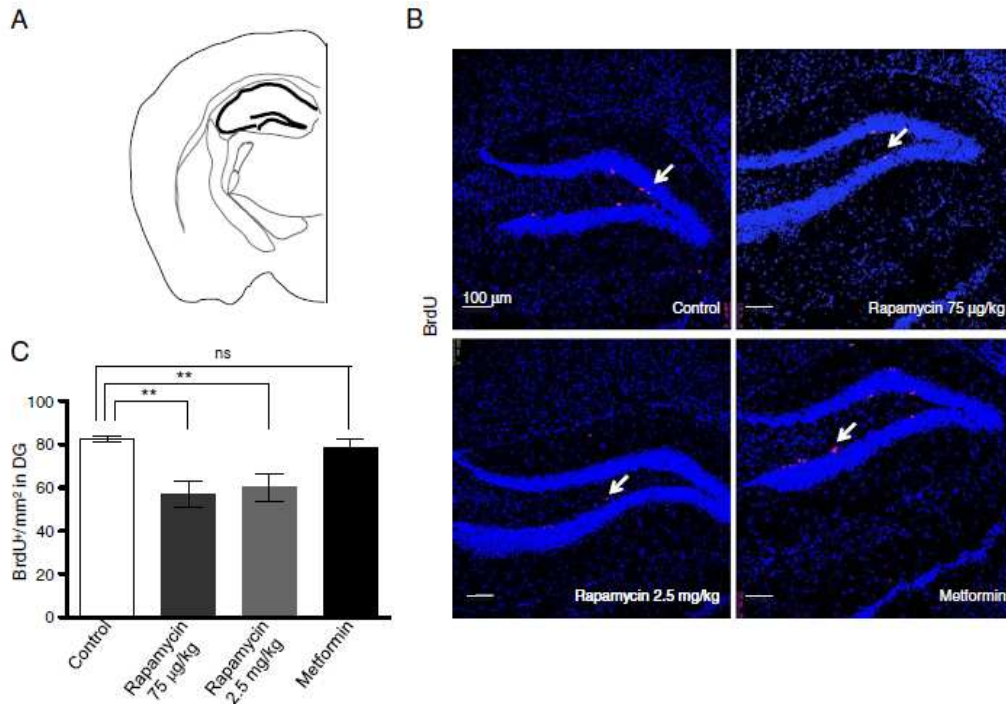 A
B
BrdU
100 µm
Control
Rapamycin 75 µg/kg
Rapamycin 2.5 mg/kg
Metformin
C
ns
**
**
BrdU⁺/mm² in DG
100
80
60
40
20
0
Control
Rapamycin
75 µg/kg
Rapamycin
2.5 mg/kg
Metformin